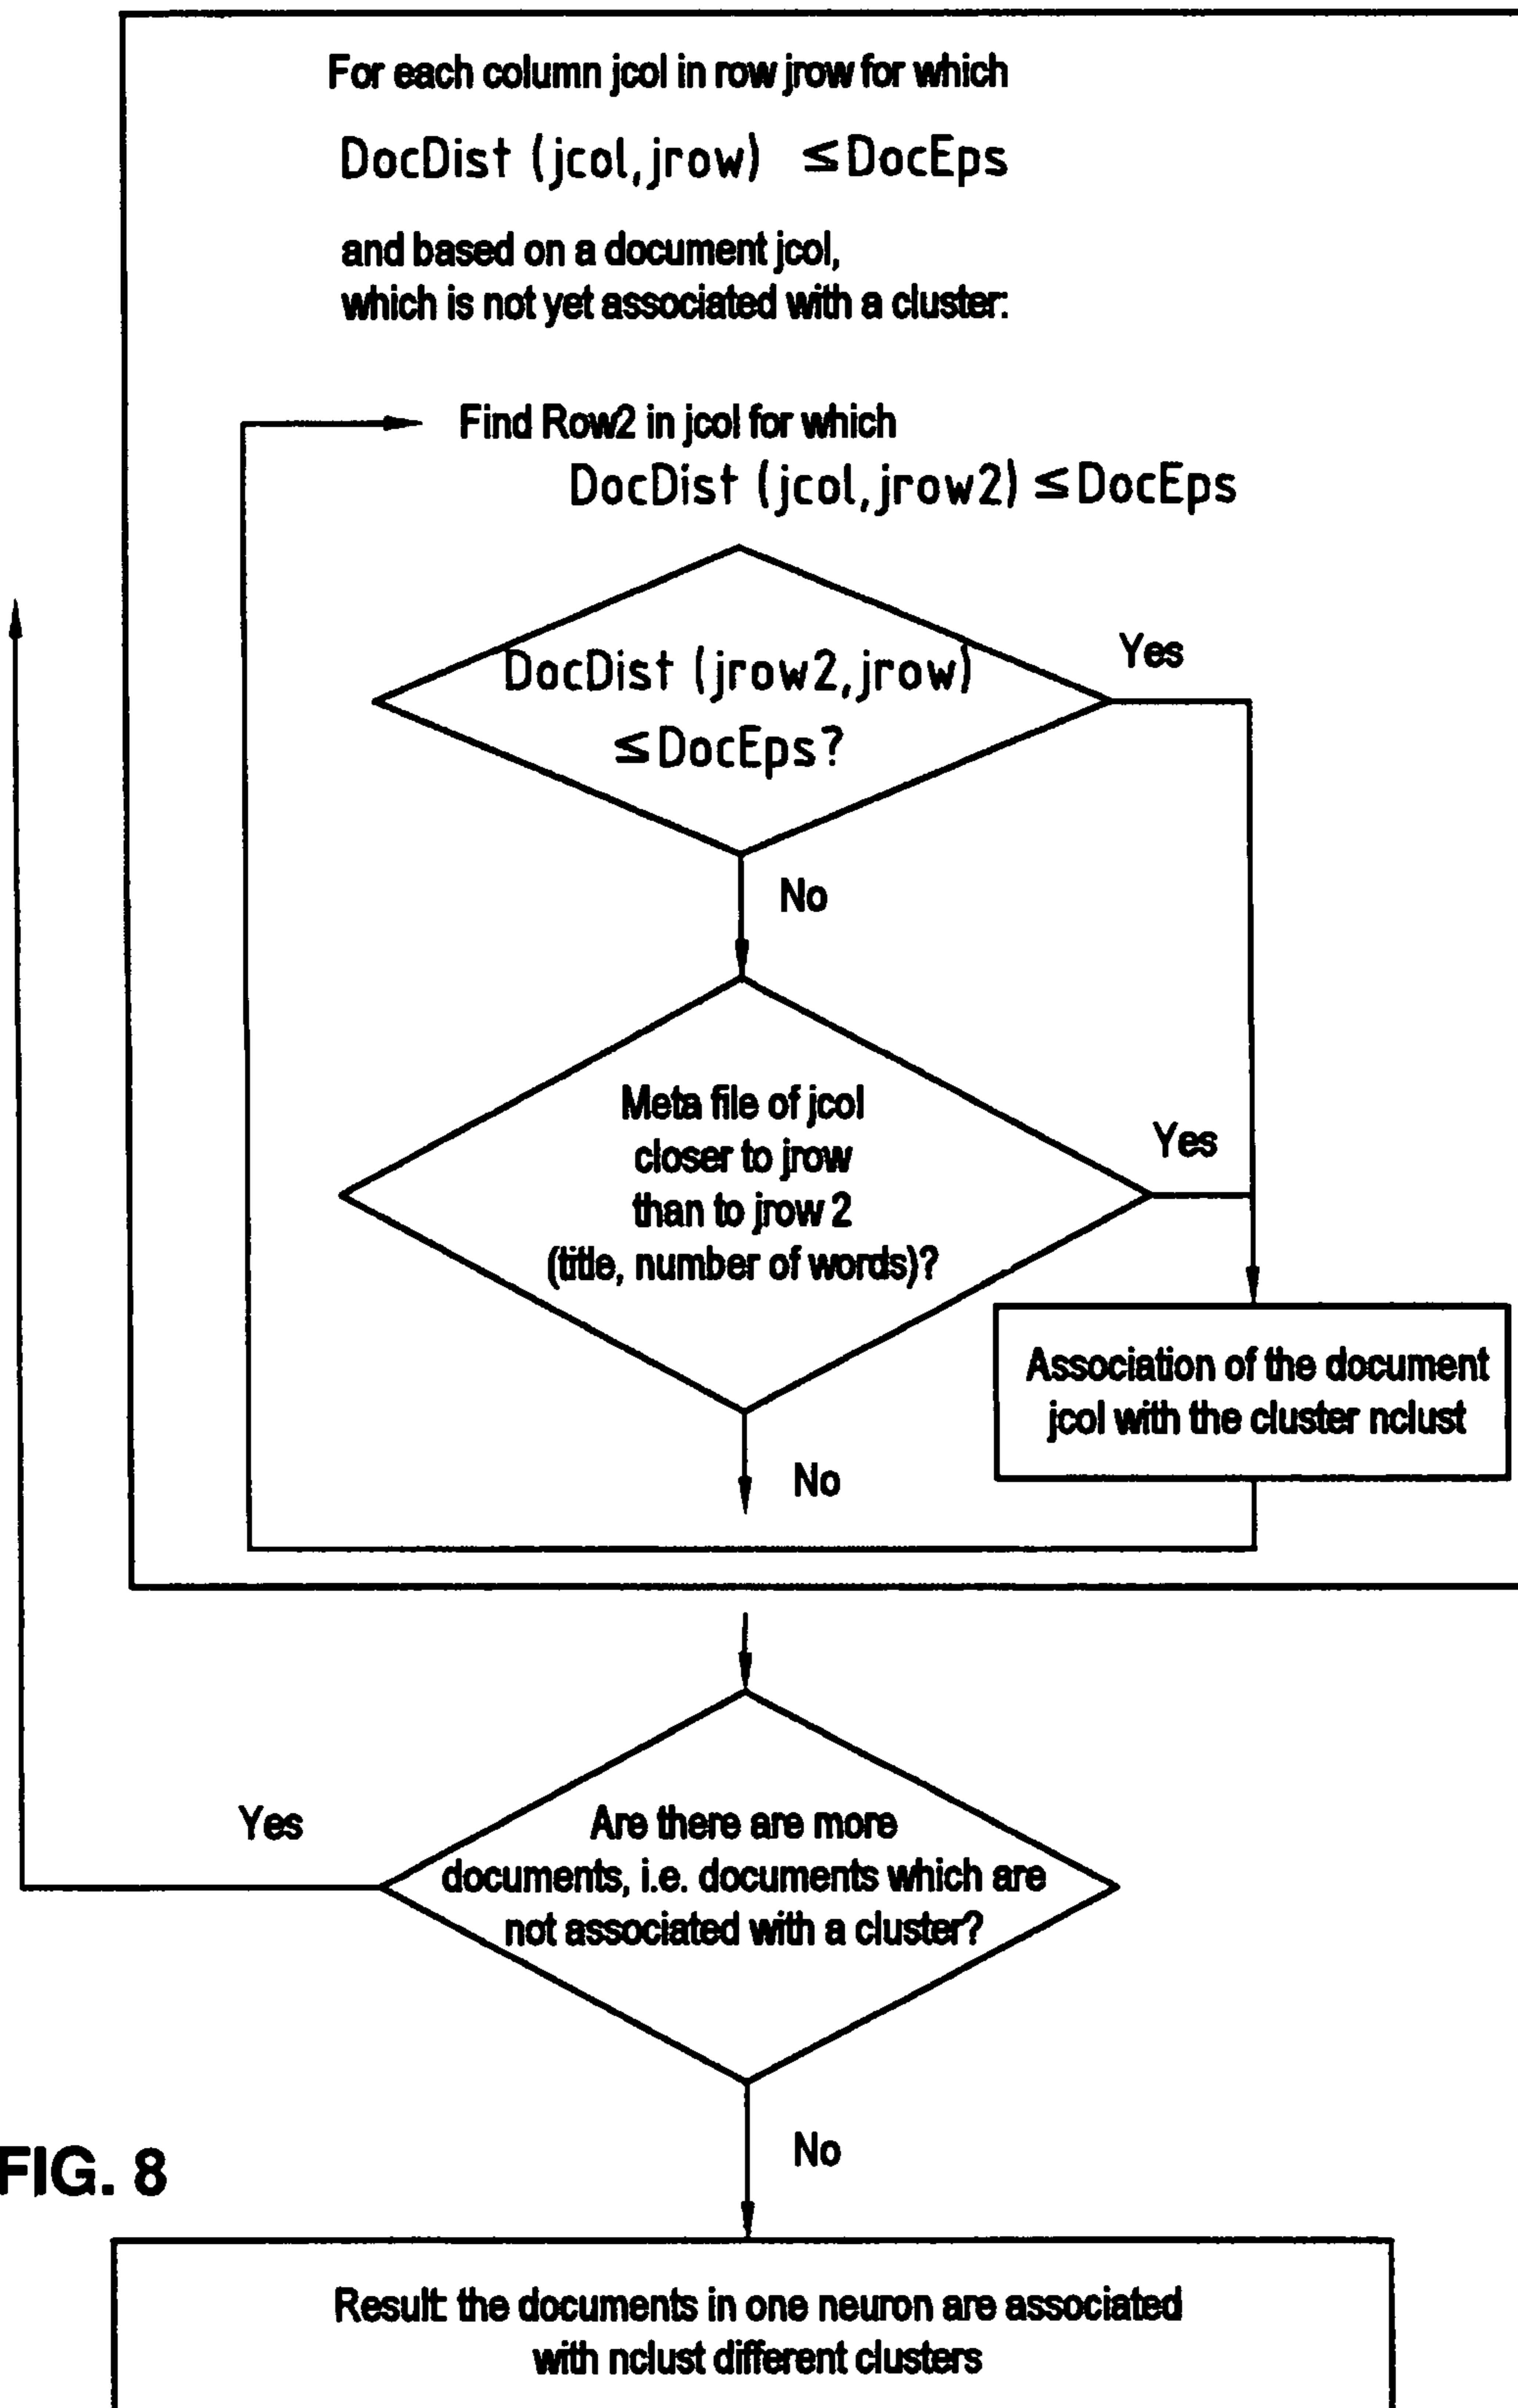 For each column jcol in row jrow for which
DocDist (jcol,jrow) ≤DocEps
and based on a document jcol,
which is not yet associated with a cluster:
Find Row2 in jcol for which
DocDist (jcol,jrow2) ≤DocEps
DocDist (jrow2,jrow)
≤DocEps?
Yes
No
Meta file of jcol
closer to jrow
than to jrow 2
(title, number of words)?
Yes
Association of the document
jcol with the cluster nclust
No
Are there are more
documents, i.e. documents which are
not associated with a cluster?
Yes
No
FIG. 8
Result: the documents in one neuron are associated
with nclust different clusters